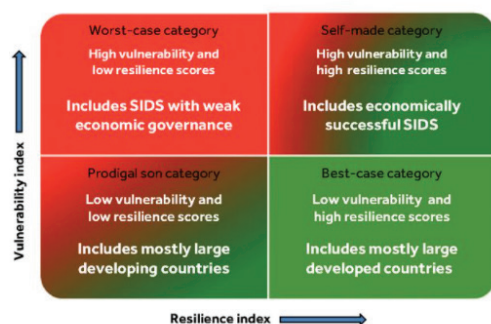 Vulnerability index
Worst-case category
High vulnerability and
low resilience scores
Includes SIDS with weak
economic governance
Self-made category
High vulnerability and
high resilience scores
Includes economically
successful SIDS
Prodigal son category
Low vulnerability and
low resilience scores
Includes mostly large
developing countries
Best-case category
Low vulnerability and
high resilience scores
Includes mostly large
developed countries
Resilience index